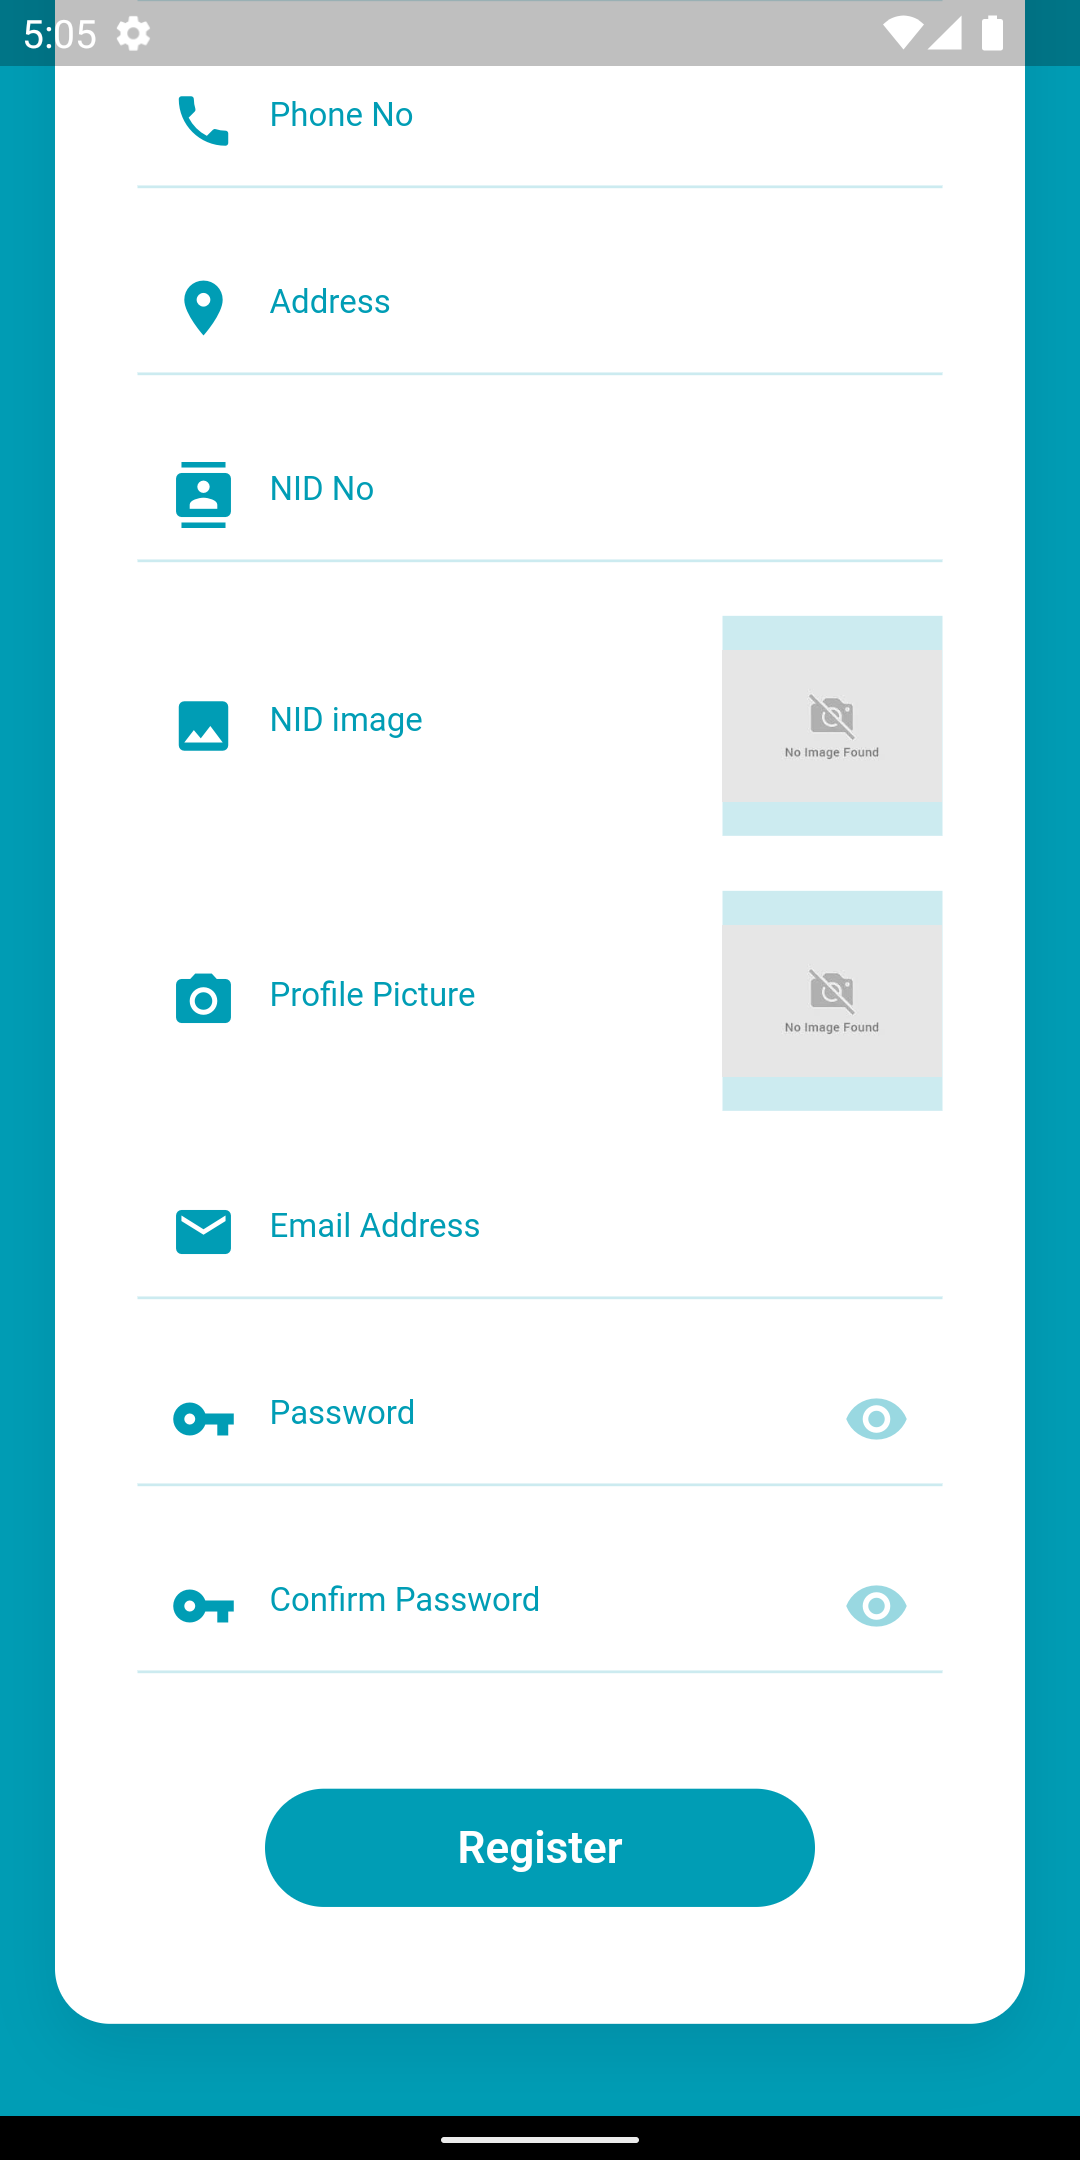 5:05
Phone No
Address
NID No
NID image
No Image Found
Profile Picture
No Image Found
Email Address
Password
Confirm Password
Register